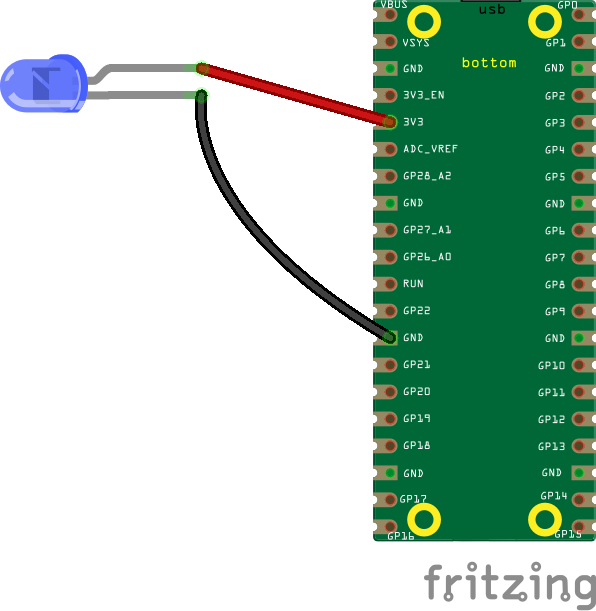 VBUS
usb
GP0
VSYS
GP1
GND
bottom
GND
3V3_EN
GP2
3V3
GP3
ADC_VREF
GP4
GP28_A2
GP5
GND
GND
GP27_A1
GP6
GP26_A0
GP7
RUN
GP8
GP22
GP9
GND
GND
GP21
GP10
GP20
GP11
GP19
GP12
GP18
GP13
GND
GND
GP17
GP14
GP16
GP15
fritzing